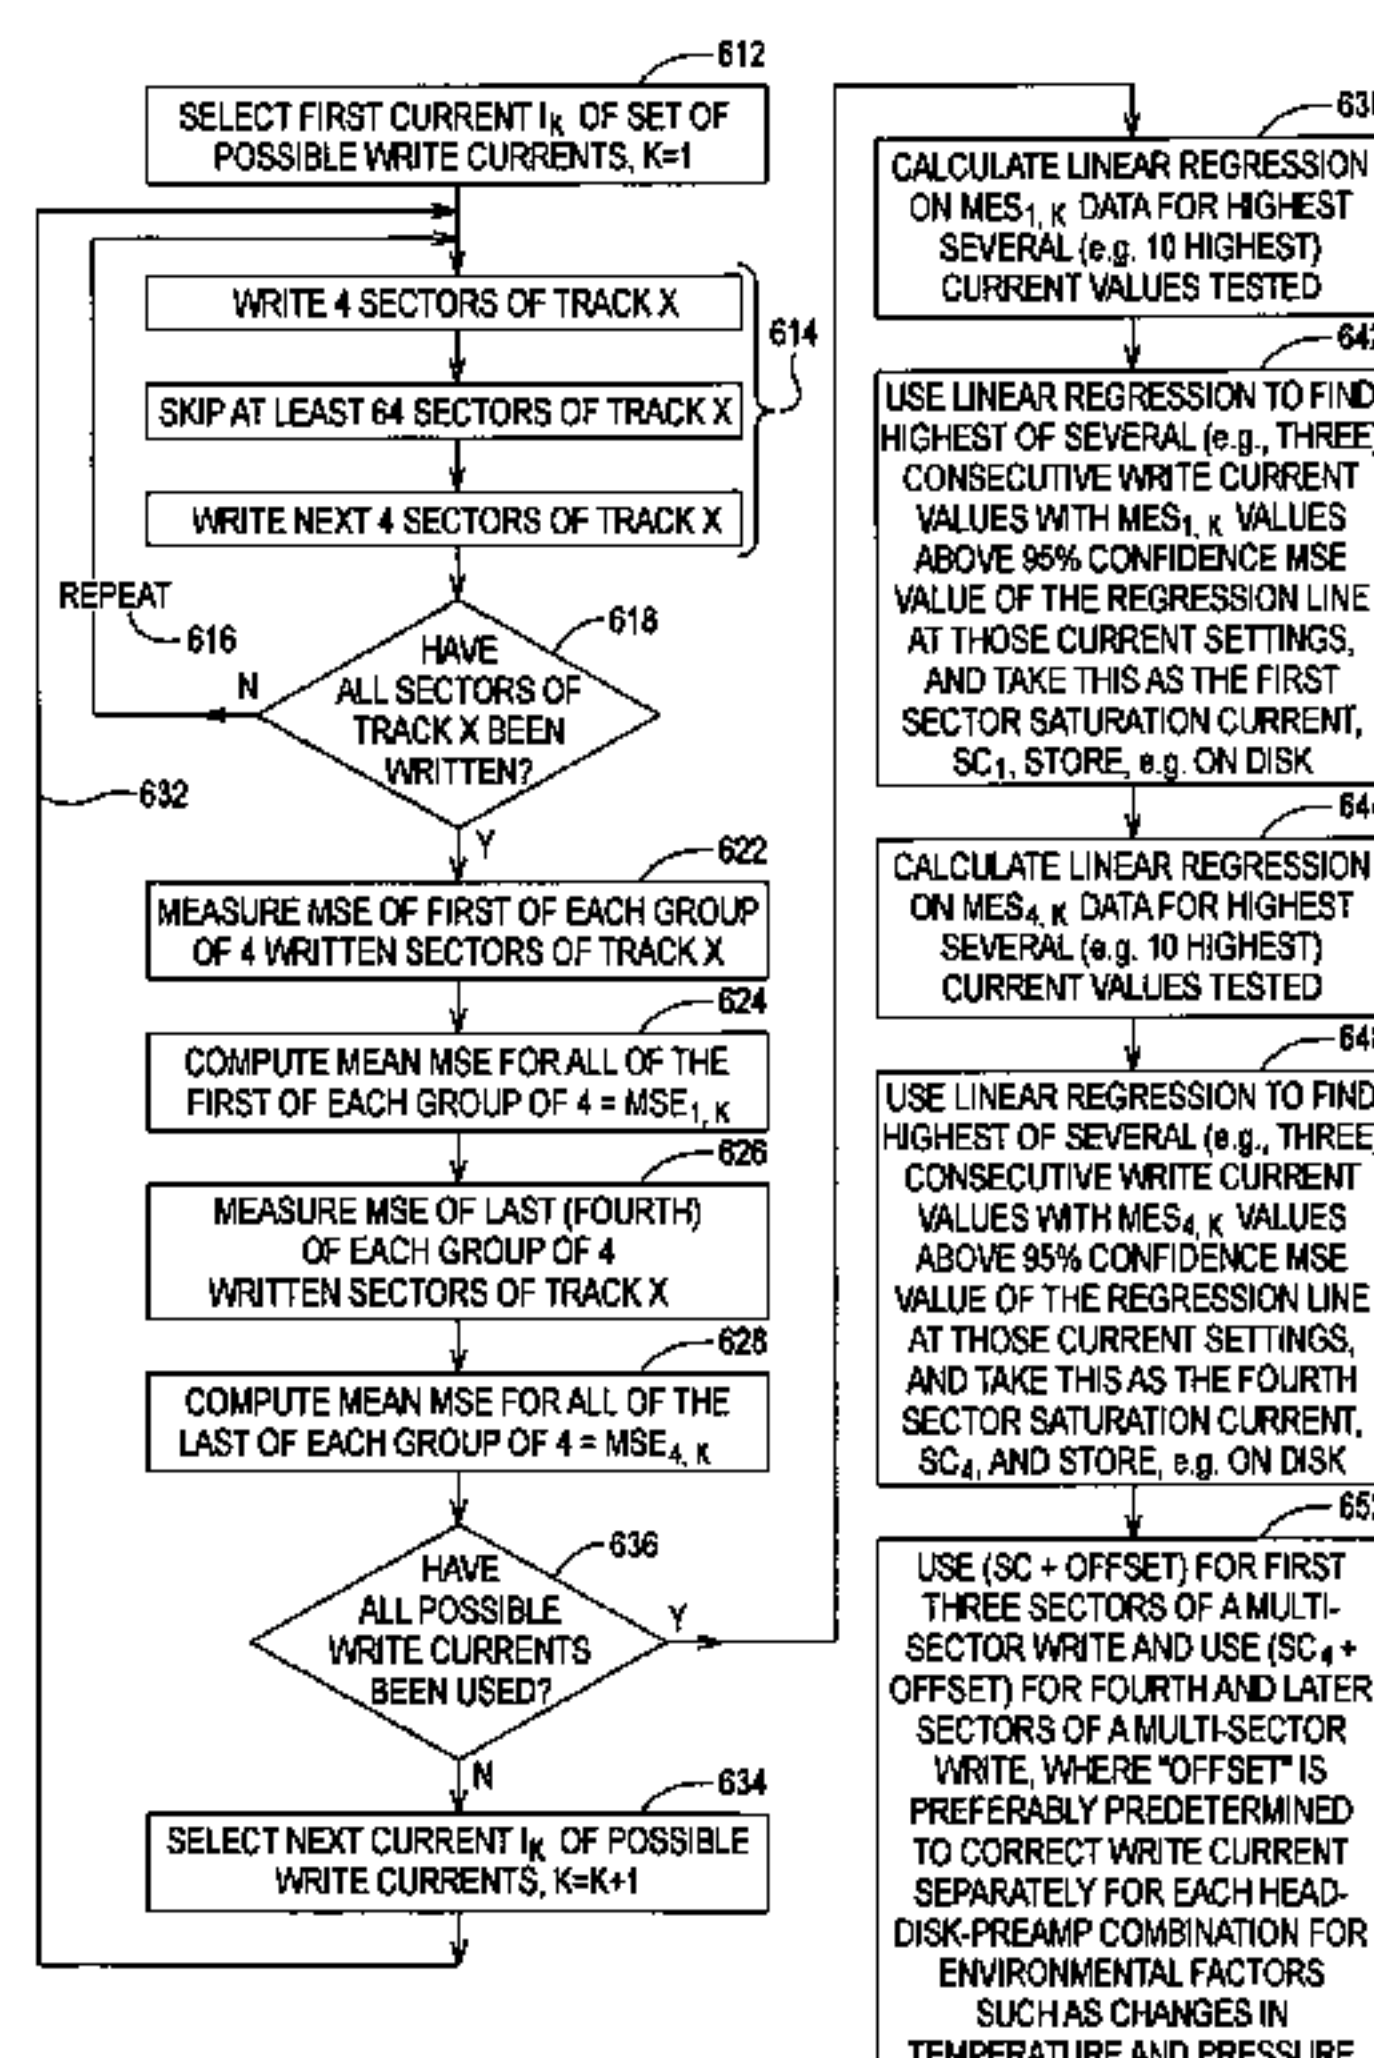 612
SELECT FIRST CURRENT IK OF SET OF
POSSIBLE WRITE CURRENTS, K=1
WRITE 4 SECTORS OF TRACK X
614
SKIP AT LEAST 64 SECTORS OF TRACK X
WRITE NEXT 4 SECTORS OF TRACK X
REPEAT
616
618
HAVE
ALL SECTORS OF
TRACK X BEEN
WRITTEN?
N
632
Y
622
MEASURE MSE OF FIRST OF EACH GROUP
OF 4 WRITTEN SECTORS OF TRACK X
624
COMPUTE MEAN MSE FOR ALL OF THE
FIRST OF EACH GROUP OF 4 = MSE1, K
626
MEASURE MSE OF LAST (FOURTH)
OF EACH GROUP OF 4
WRITTEN SECTORS OF TRACK X
628
COMPUTE MEAN MSE FOR ALL OF THE
LAST OF EACH GROUP OF 4 = MSE4, K
636
HAVE
ALL POSSIBLE
WRITE CURRENTS
BEEN USED?
Y
N
634
SELECT NEXT CURRENT IK OF POSSIBLE
WRITE CURRENTS, K=K+1
CALCULATE LINEAR REGRESSION
ON MES1, K DATA FOR HIGHEST
SEVERAL (e.g. 10 HIGHEST)
CURRENT VALUES TESTED
USE LINEAR REGRESSION TO FIND
HIGHEST OF SEVERAL (e.g., THREE)
CONSECUTIVE WRITE CURRENT
VALUES WITH MES1, K VALUES
ABOVE 95% CONFIDENCE MSE
VALUE OF THE REGRESSION LINE
AT THOSE CURRENT SETTINGS,
AND TAKE THIS AS THE FIRST
SECTOR SATURATION CURRENT,
SC1, STORE, e.g. ON DISK
CALCULATE LINEAR REGRESSION
ON MES4, K DATA FOR HIGHEST
SEVERAL (e.g. 10 HIGHEST)
CURRENT VALUES TESTED
USE LINEAR REGRESSION TO FIND
HIGHEST OF SEVERAL (e.g., THREE)
CONSECUTIVE WRITE CURRENT
VALUES WITH MES4, K VALUES
ABOVE 95% CONFIDENCE MSE
VALUE OF THE REGRESSION LINE
AT THOSE CURRENT SETTINGS,
AND TAKE THIS AS THE FOURTH
SECTOR SATURATION CURRENT,
SC4, AND STORE, e.g. ON DISK
USE (SC + OFFSET) FOR FIRST
THREE SECTORS OF A MULTI-
SECTOR WRITE AND USE (SC4 +
OFFSET) FOR FOURTH AND LATER
SECTORS OF A MULTI-SECTOR
WRITE, WHERE "OFFSET" IS
PREFERABLY PREDETERMINED
TO CORRECT WRITE CURRENT
SEPARATELY FOR EACH HEAD-
DISK-PREAMP COMBINATION FOR
ENVIRONMENTAL FACTORS
SUCH AS CHANGES IN
TEMPERATURE AND PRESSURE